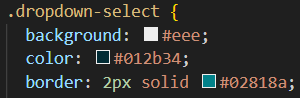 .dropdown-select {
background: #eee;
color: #012b34;
border: 2px solid #02818a;